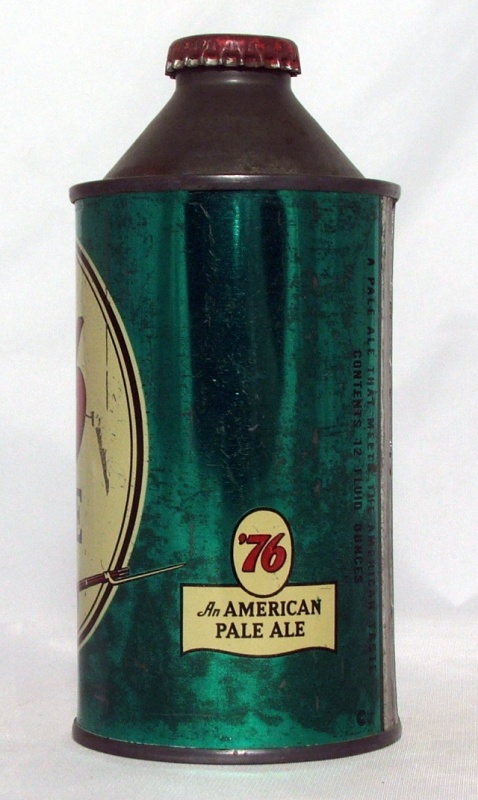 E
'76
An AMERICAN
PALE ALE
A PALE ALE THAT MEETS THE AMERICAN TASTE
CONTENTS 12 FLUID OUNCES
C